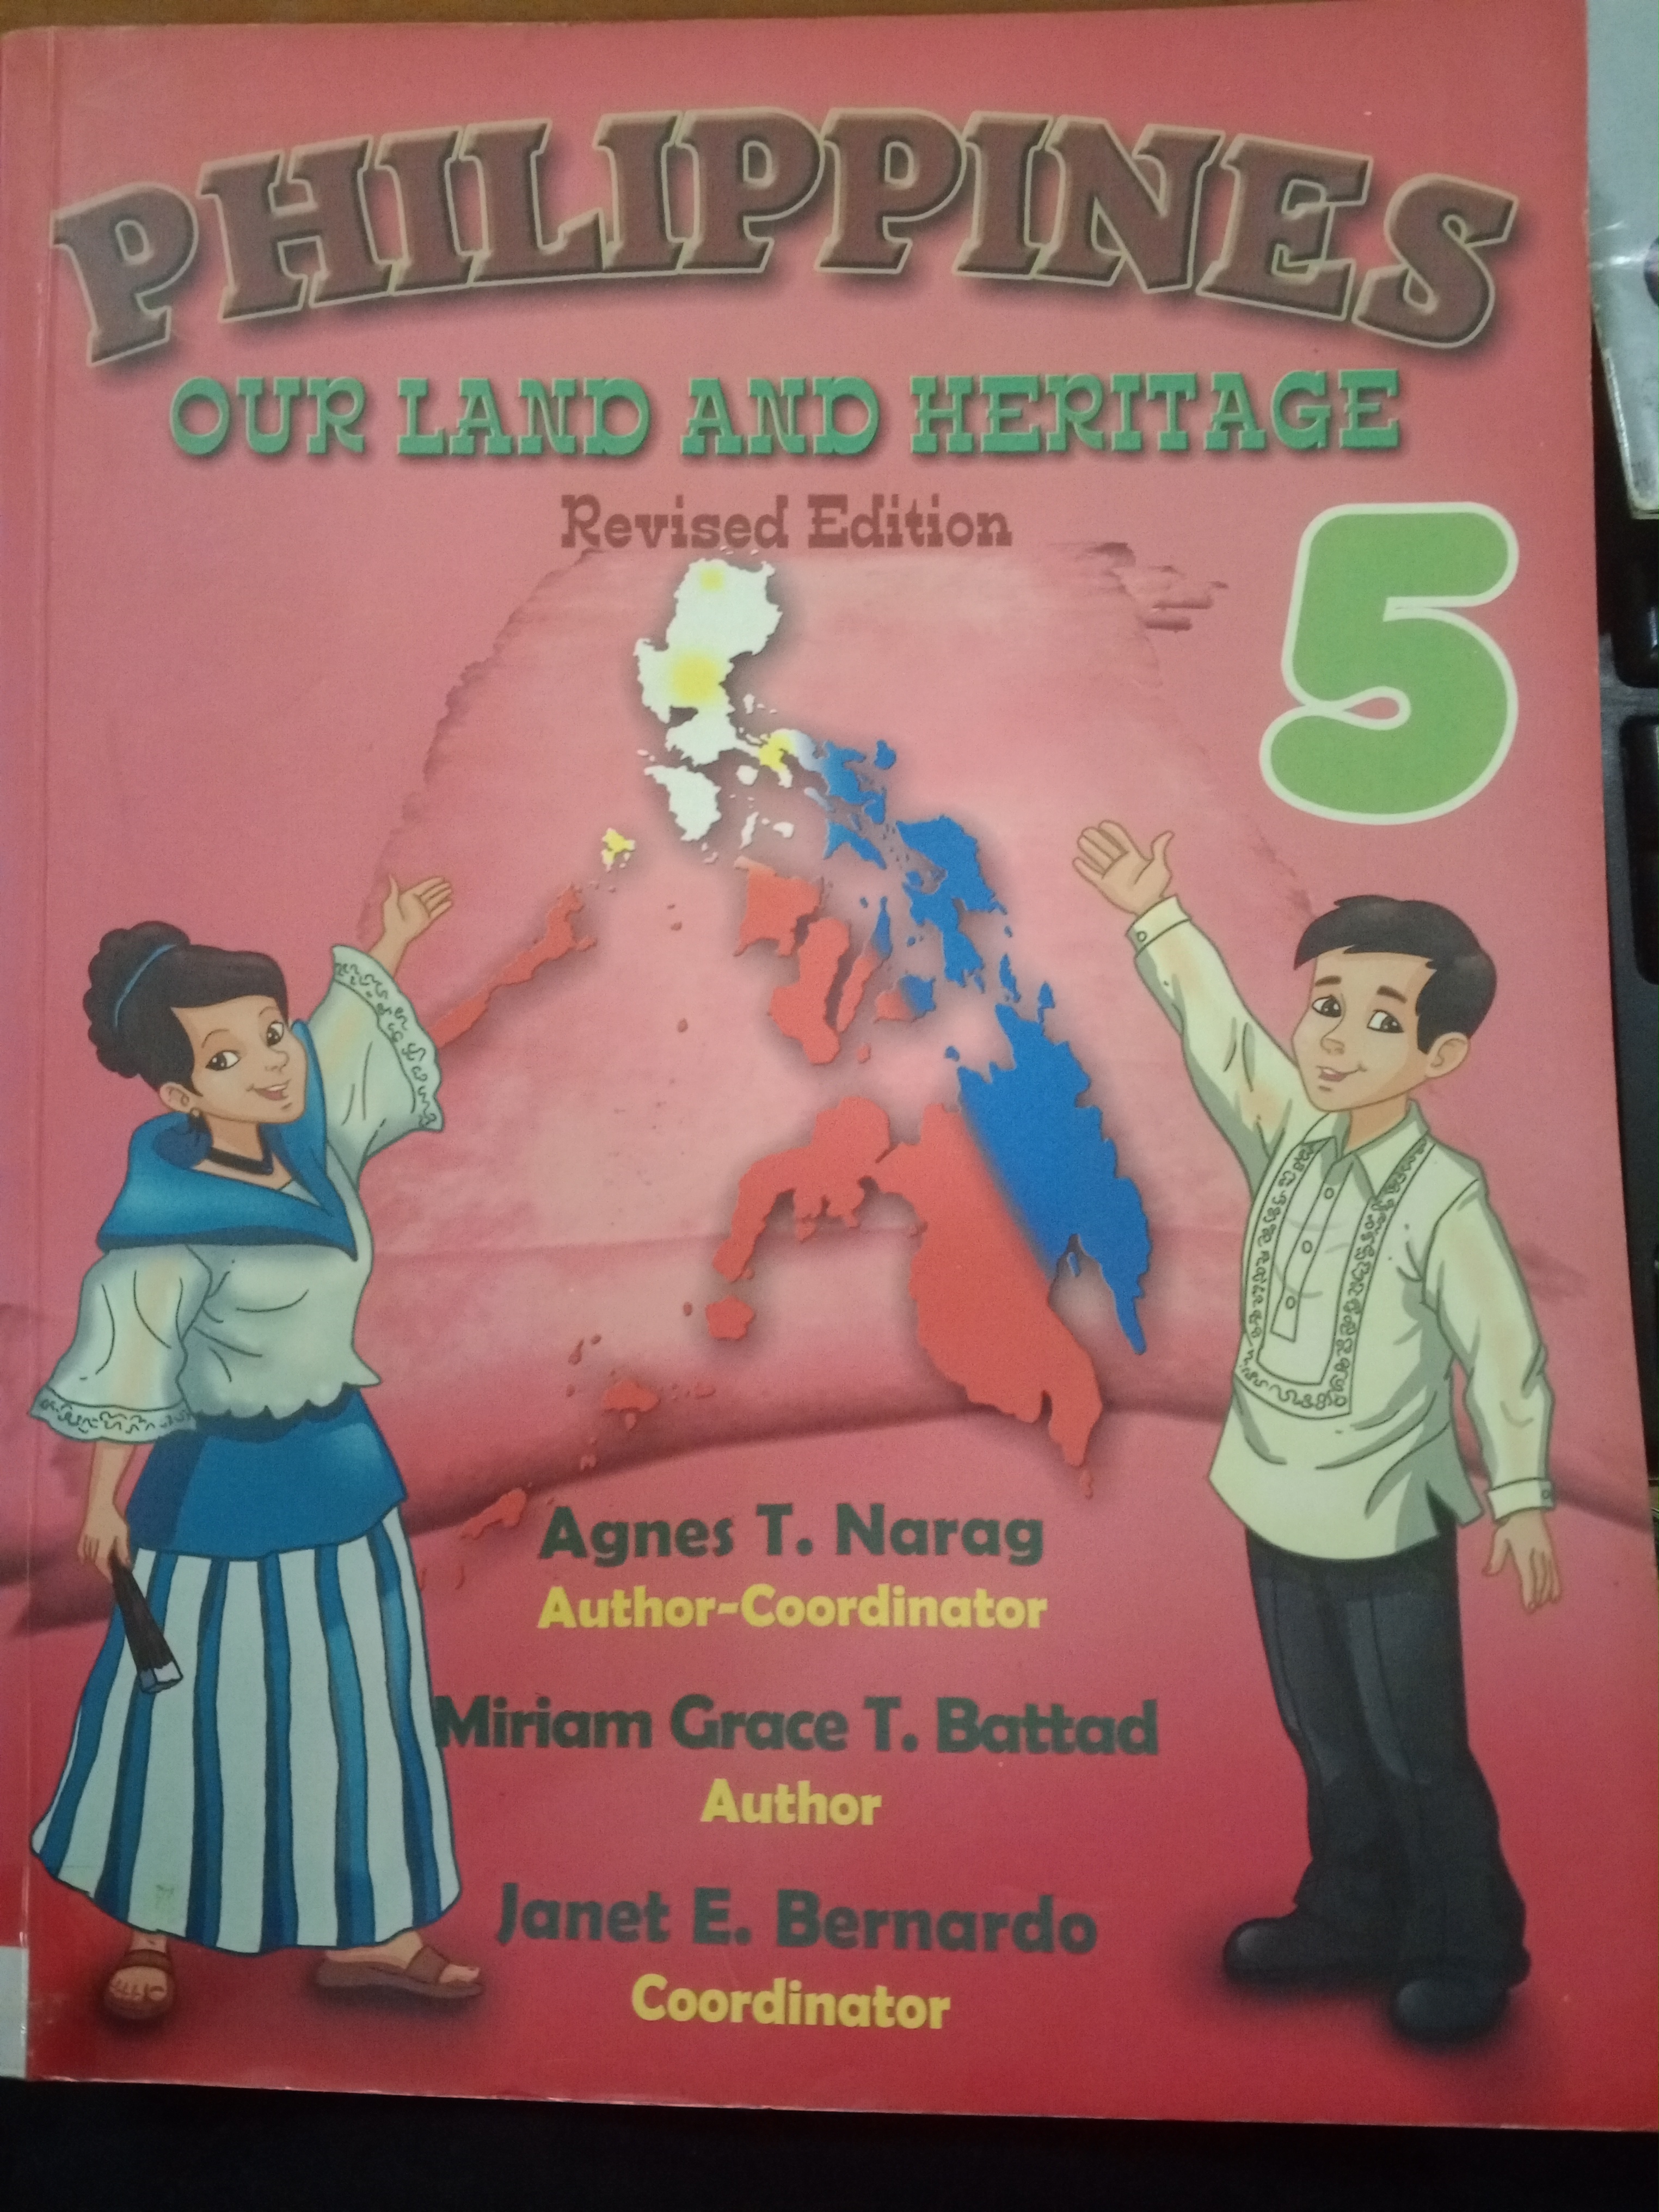 PHILIPPINES
OUR LAND AND HERITAGE
Revised Edition
5
Agnes T. Narag
Author-Coordinator
Miriam Grace T. Battad
Author
Janet E. Bernardo
Coordinator